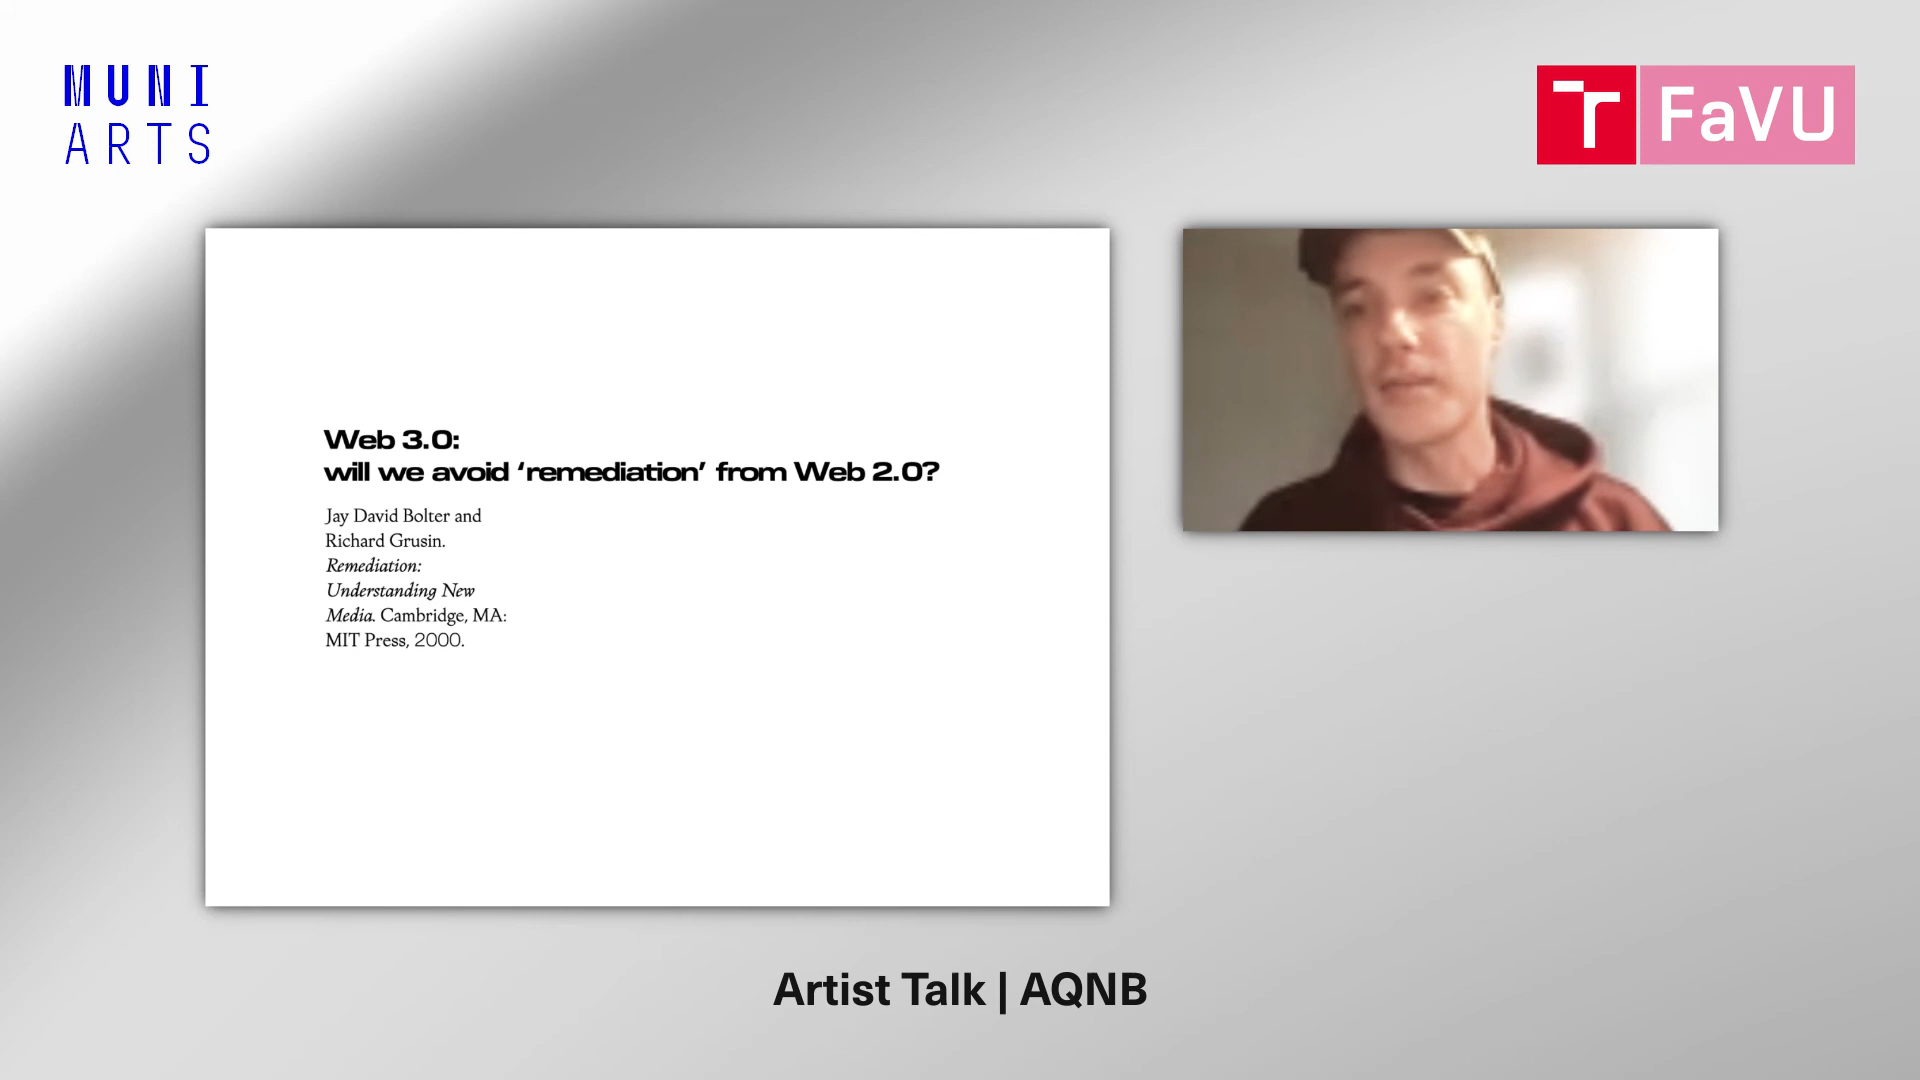 MUNI
ARTS
FaVU
Web 3.0:
will we avoid ‘remediation’ from Web 2.0?
Jay David Bolter and
Richard Grusin.
Remediation:
Understanding New
Media. Cambridge, MA:
MIT Press, 2000.
Artist Talk | AQNB